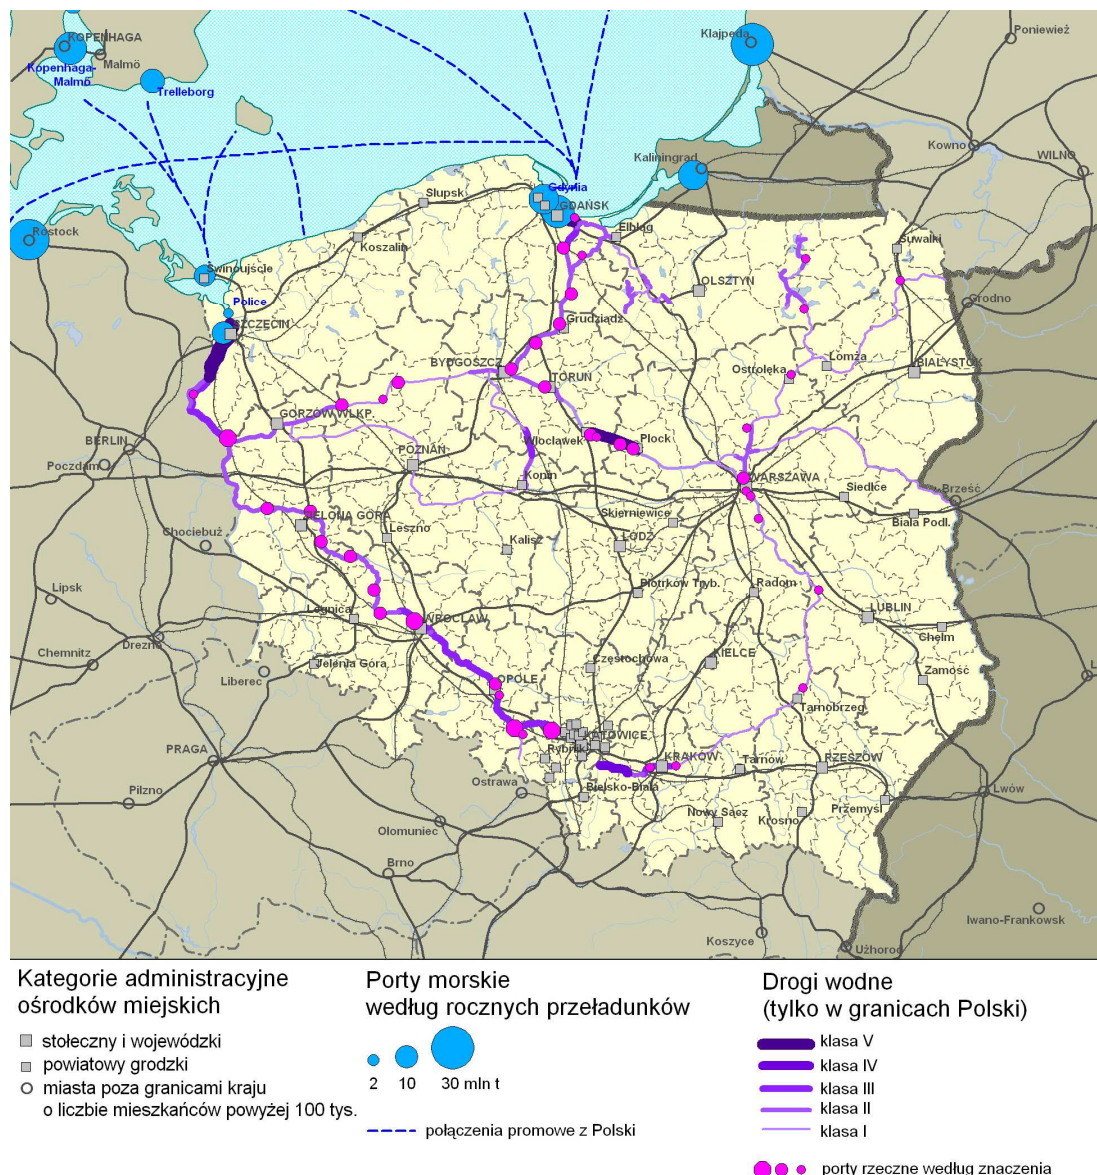 KOPENHAGA
Malmö
Kopenhaga-
Malmö
Trelleborg
Kłajpeda
Poniewież
Kaliningrad
Kowno
WILNO
Rostock
Słupsk
Gdynia
GDAŃSK
Elbląg
Koszalin
Suwałki
Świnoujście
Police
SZCZECIN
OLSZTYN
Grodno
Grudziądz
BYDGOSZCZ
TORUŃ
Łomża
BIAŁYSTOK
Ostrołęka
GORZÓW WLKP.
BERLIN
Poczdam
POZNAŃ
Włocławek
Płock
Konin
WARSZAWA
Siedlce
Brześć
Biala Podl.
Skierniewice
ZIELONA GÓRA
Chociebuż
Leszno
Kalisz
ŁÓDŹ
Lipsk
Piotrków Tryb.
Radom
Legnica
WROCŁAW
LUBLIN
Chełm
Drezno
Chemnitz
Jelenia Góra
Liberec
Częstochowa
KIELCE
Zamość
L
OPOLE
Tarnobrzeg
KATOWICE
PRAGA
Rybnik
KRAKÓW
Tarnów
RZESZÓW
Ostrawa
Bielsko-Biała
Lwów
Pilzno
Przemyśl
Nowy Sącz
Krosno
Ołomuniec
Brno
Iwano-Frankowsk
Koszyce
Użhorod
Kategorie administracyjne
ośrodków miejskich
stołeczny i wojewódzki
powiatowy grodzki
miasta poza granicami kraju
o liczbie mieszkańców powyżej 100 tys.
Porty morskie
według rocznych przeładunków
2 10 30 mln t
połączenia promowe z Polski
Drogi wodne
(tylko w granicach Polski)
klasa V
klasa IV
klasa III
klasa II
klasa I
porty rzeczne według znaczenia